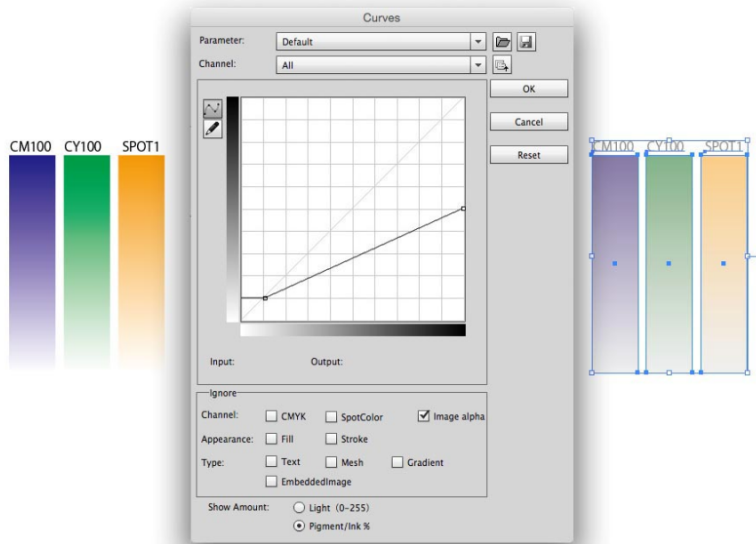 Curves
Parameter: Default
Channel: All
OK
Cancel
Reset
CM100 CY100 SPOT1
CM100 CY100 SPOT1
Input: Output:
Ignore
Channel: CMYK SpotColor Image alpha
Appearance: Fill Stroke
Type: Text Mesh Gradient
EmbeddedImage
Show Amount: Light (0-255)
Pigment/Ink %